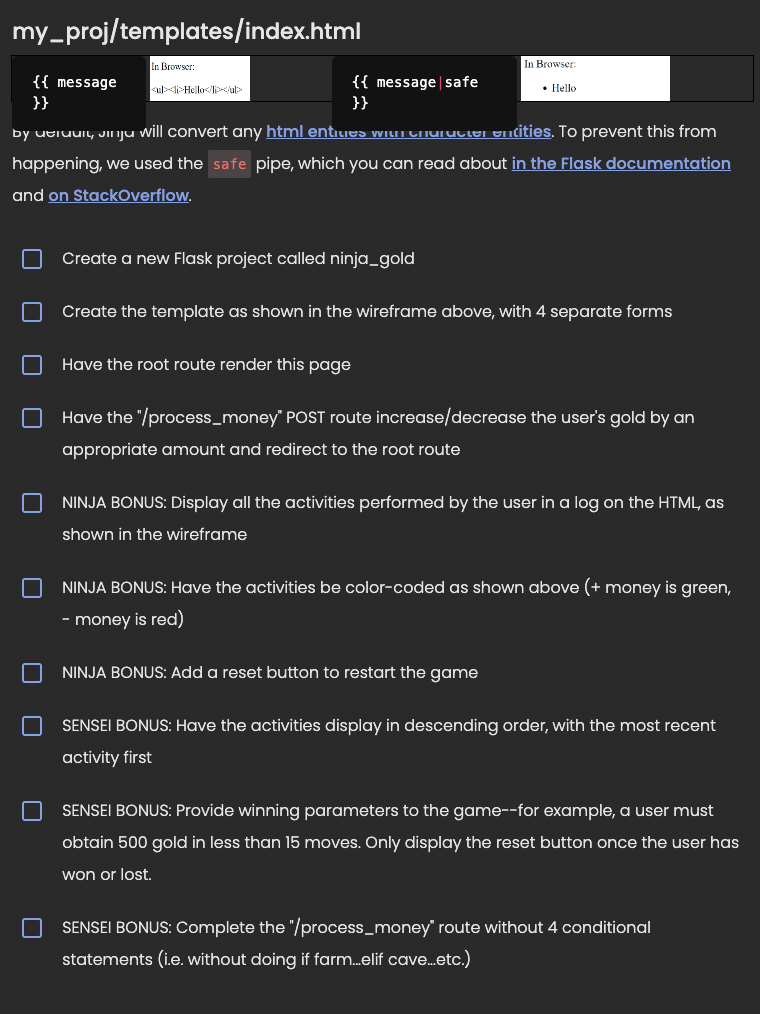 my_proj/templates/index.html
{{ message
}}
In Browser:
<ul><li>Hello</li></ul>
{{ message|safe
}}
In Browser:
• Hello
By default, Jinja will convert any html entities with character entities. To prevent this from
happening, we used the safe pipe, which you can read about in the Flask documentation
and on StackOverflow.
Create a new Flask project called ninja_gold
Create the template as shown in the wireframe above, with 4 separate forms
Have the root route render this page
Have the "/process_money" POST route increase/decrease the user's gold by an
appropriate amount and redirect to the root route
NINJA BONUS: Display all the activities performed by the user in a log on the HTML, as
shown in the wireframe
NINJA BONUS: Have the activities be color-coded as shown above (+ money is green,
- money is red)
NINJA BONUS: Add a reset button to restart the game
SENSEI BONUS: Have the activities display in descending order, with the most recent
activity first
SENSEI BONUS: Provide winning parameters to the game--for example, a user must
obtain 500 gold in less than 15 moves. Only display the reset button once the user has
won or lost.
SENSEI BONUS: Complete the "/process_money" route without 4 conditional
statements (i.e. without doing if farm...elif cave...etc.)